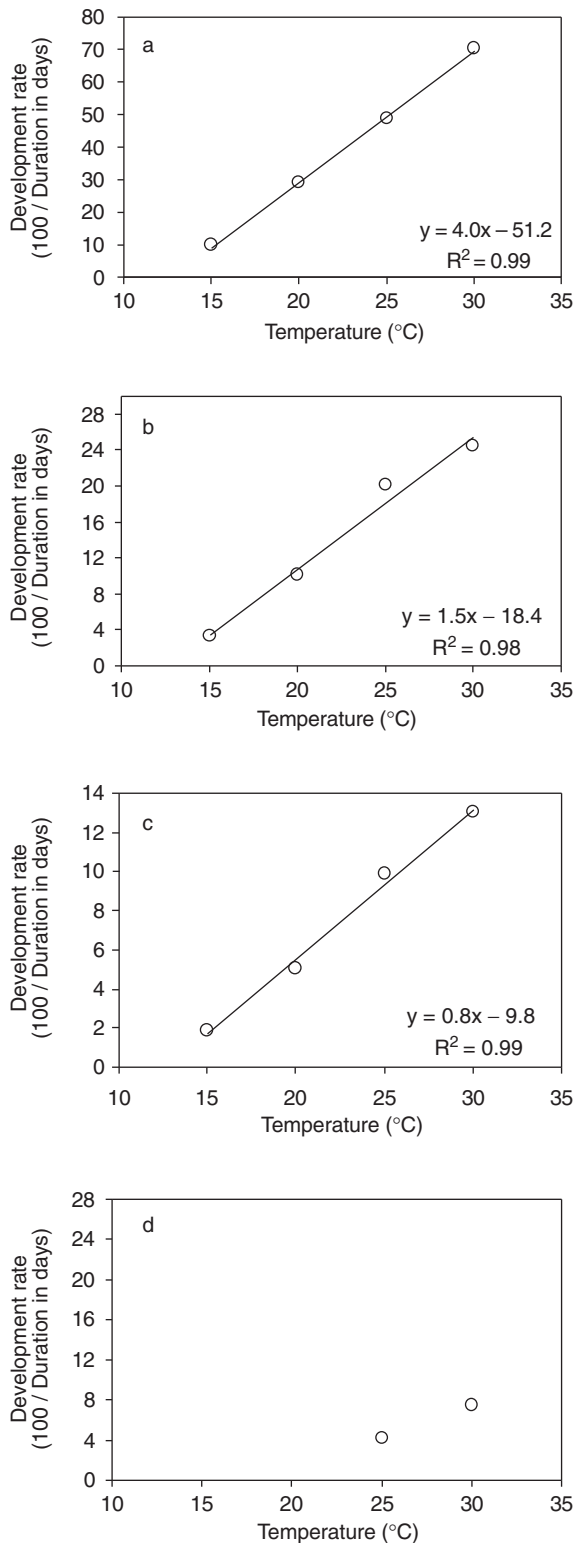 Development rate
(100 / Duration in days)
80
70
60
50
40
30
20
10
0
a
y = 4.0x – 51.2
R² = 0.99
10 15 20 25 30 35
Temperature (°C)
Development rate
(100 / Duration in days)
28
24
20
16
12
8
4
0
b
y = 1.5x – 18.4
R² = 0.98
10 15 20 25 30 35
Temperature (°C)
Development rate
(100 / Duration in days)
14
12
10
8
6
4
2
0
c
y = 0.8x – 9.8
R² = 0.99
10 15 20 25 30 35
Temperature (°C)
Development rate
(100 / Duration in days)
28
24
20
16
12
8
4
0
d
10 15 20 25 30 35
Temperature (°C)